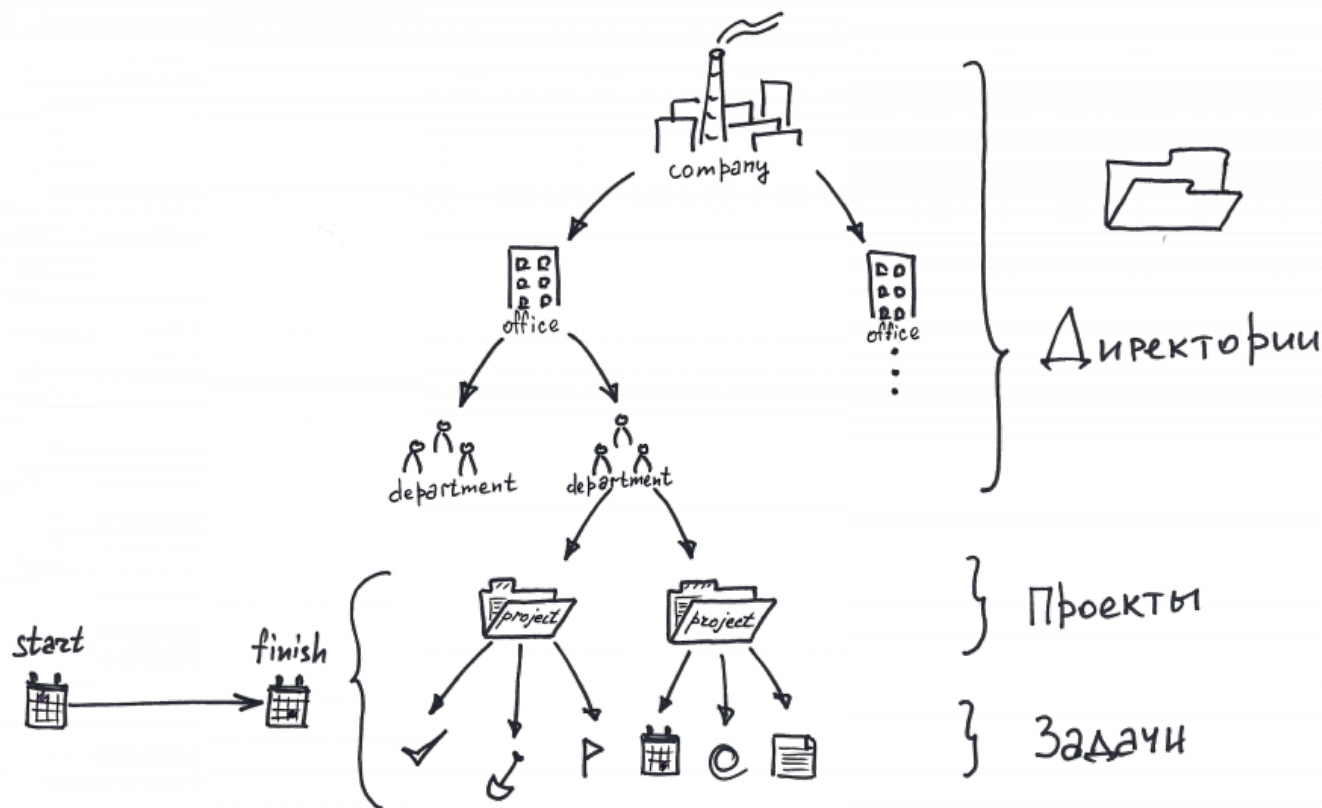 company
office
office
Директории
department
department
project
project
Проекты
start
finish
Задачи